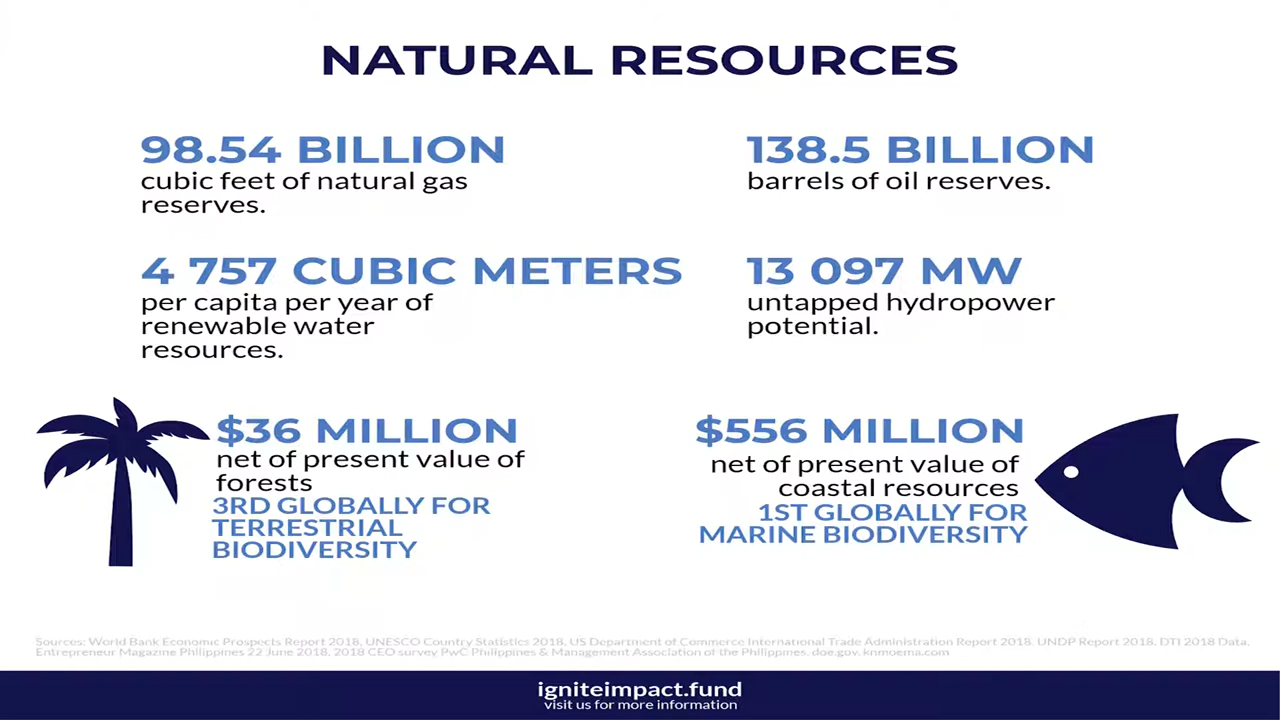 NATURAL RESOURCES
98.54 BILLION
cubic feet of natural gas
reserves.
138.5 BILLION
barrels of oil reserves.
4 757 CUBIC METERS
per capita per year of
renewable water
resources.
13 097 MW
untapped hydropower
potential.
$36 MILLION
net of present value of
forests
3RD GLOBALLY FOR
TERRESTRIAL
BIODIVERSITY
$556 MILLION
net of present value of
coastal resources
1ST GLOBALLY FOR
MARINE BIODIVERSITY
Sources: World Bank Economic Prospects Report 2018, UNESCO Country Statistics 2018, US Department of Commerce International Trade Administration Report 2018, UNDP Report 2018, DTI 2018 Data,
Entrepreneur Magazine Philippines 22 June 2018, 2018 CEO survey PwC Philippines & Management Association of the Philippines, doe.gov, knmoema.com
igniteimpact.fund
visit us for more information